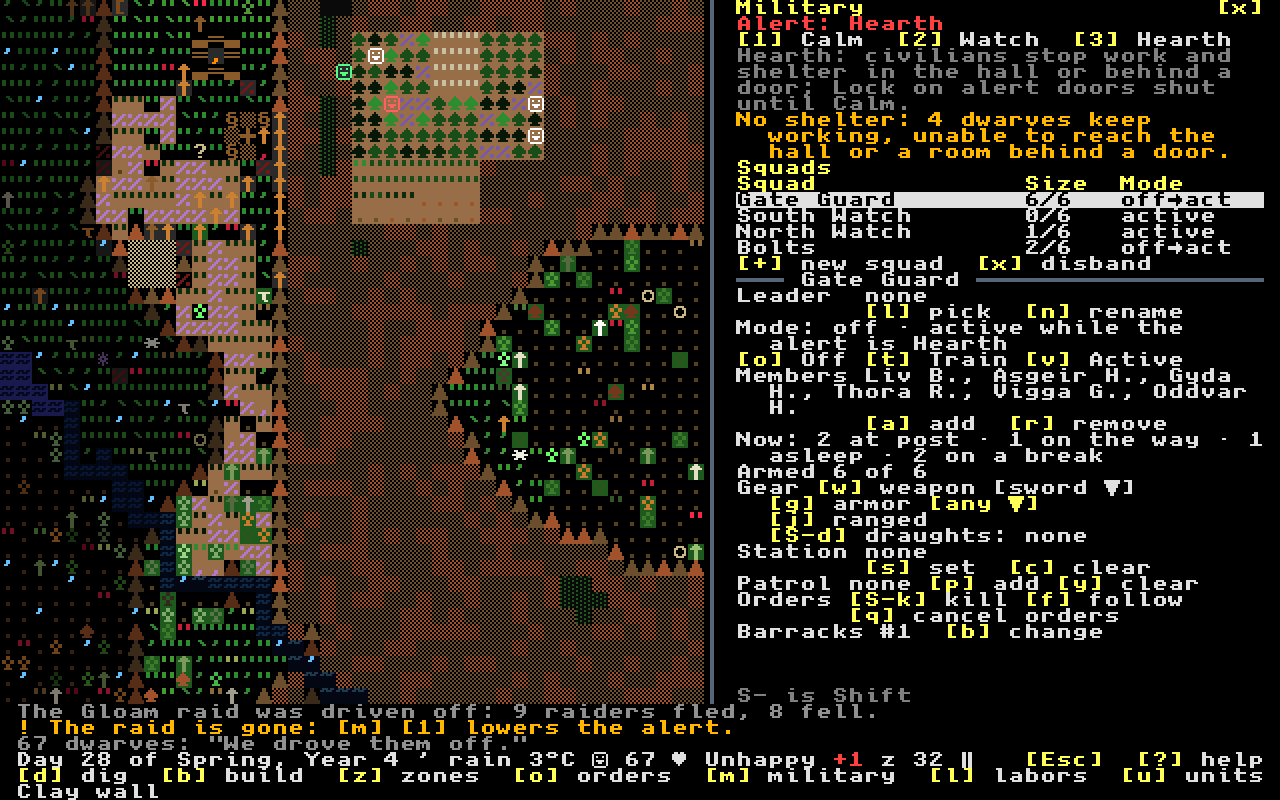 Military [x]
Alert: Hearth
[1] Calm [2] Watch [3] Hearth
Hearth: civilians stop work and
shelter in the hall or behind a
door; Lock on alert doors shut
until Calm.
No shelter: 4 dwarves keep
working, unable to reach the
hall or a room behind a door.
Squads
Squad Size Mode
Gate Guard 6/6 off→act
South Watch 0/6 active
North Watch 1/6 active
Bolts 2/6 off→act
[+] new squad [x] disband
Gate Guard
Leader none
[l] pick [n] rename
Mode: off · active while the
alert is Hearth
[o] Off [t] Train [v] Active
Members Liv B., Asgeir H., Gyda
H., Thora R., Vigga G., Oddvar
H.
[a] add [r] remove
Now: 2 at post · 1 on the way · 1
asleep · 2 on a break
Armed 6 of 6
Gear [w] weapon [sword ▼]
[g] armor [any ▼]
[j] ranged
[S-d] draughts: none
Station none
[s] set [c] clear
Patrol none [p] add [y] clear
Orders [S-k] kill [f] follow
[q] cancel orders
Barracks #1 [b] change
S- is Shift
The Gloam raid was driven off: 9 raiders fled, 8 fell.
! The raid is gone: [m] [1] lowers the alert.
67 dwarves: "We drove them off."
Day 28 of Spring, Year 4 ' rain 3°C ☺ 67 ♥ Unhappy +1 z 32 ‖ [Esc] [?] help
[d] dig [b] build [z] zones [o] orders [m] military [l] labors [u] units
Clay wall